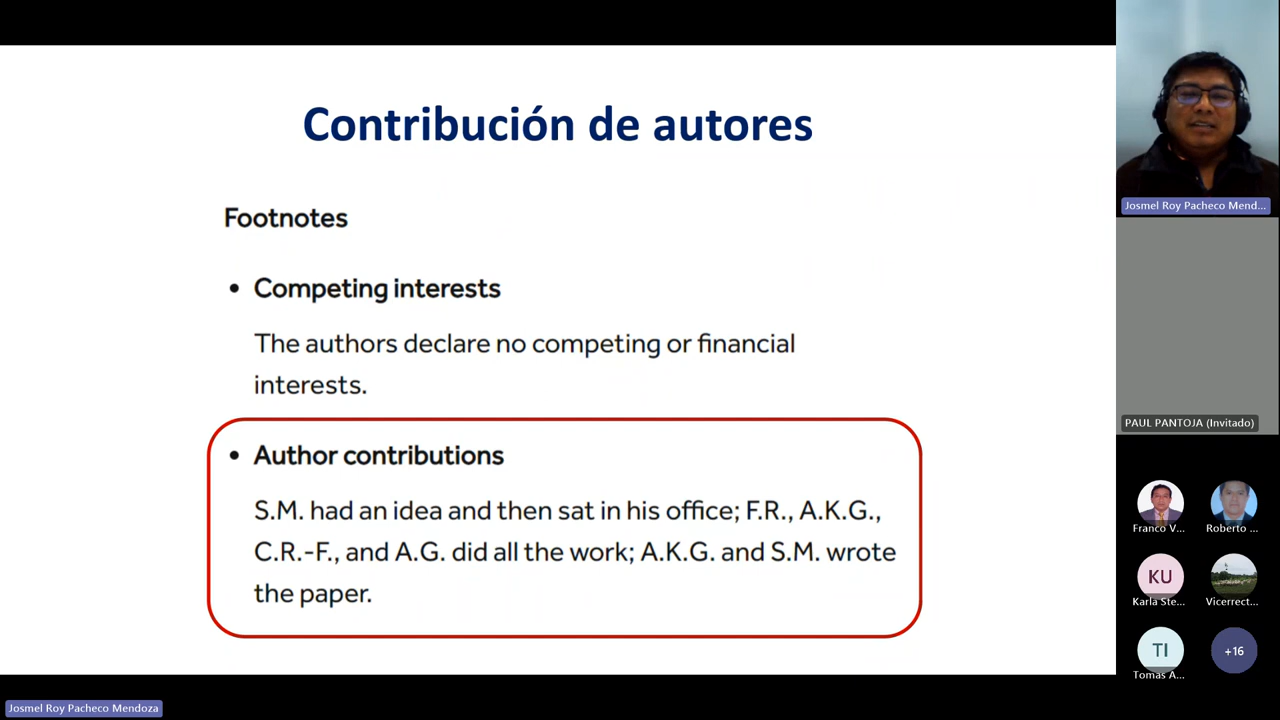 Contribución de autores
Footnotes
• Competing interests
The authors declare no competing or financial
interests.
• Author contributions
S.M. had an idea and then sat in his office; F.R., A.K.G.,
C.R.-F., and A.G. did all the work; A.K.G. and S.M. wrote
the paper.
Josmel Roy Pacheco Mend...
PAUL PANTOJA (Invitado)
Franco V...
Roberto ...
KU
Karla Ste...
Vicerrect...
TI
Tomas A...
+16
Josmel Roy Pacheco Mendoza